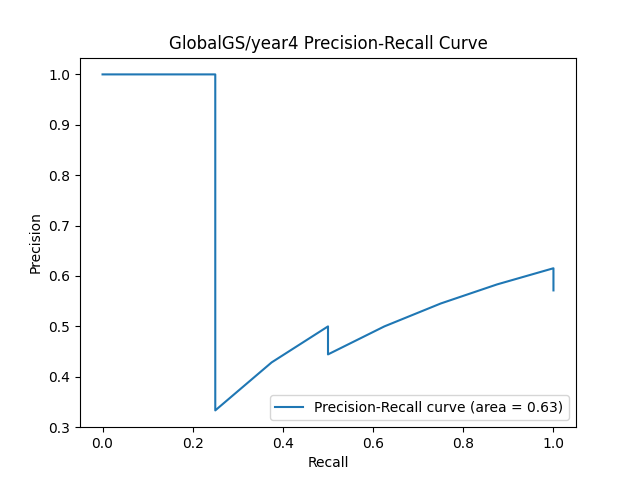 GlobalGS/year4 Precision-Recall Curve
1.0
0.9
0.8
0.7
0.6
0.5
0.4
0.3
Precision
0.0 0.2 0.4 0.6 0.8 1.0
Recall
Precision-Recall curve (area = 0.63)